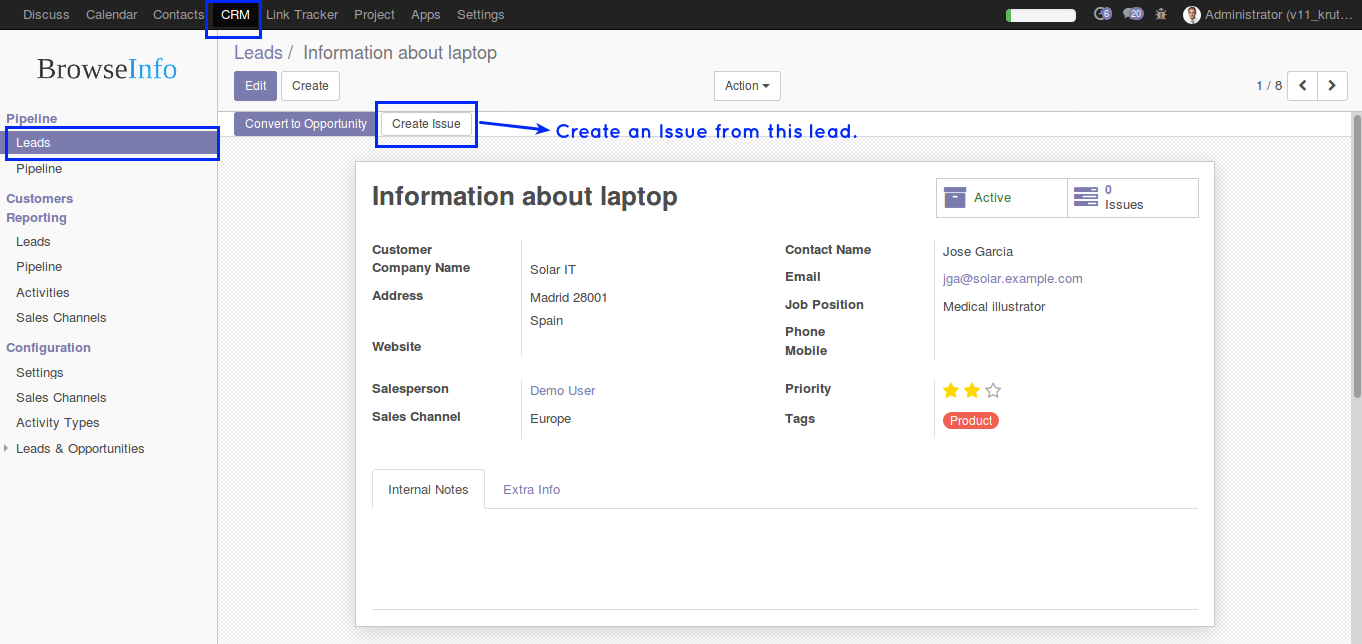 Discuss Calendar Contacts CRM Link Tracker Project Apps Settings 6 20 Administrator (v11_krut...
BrowseInfo
Leads / Information about laptop
Edit Create Action 1 / 8
Convert to Opportunity Create Issue Create an Issue from this lead.
Pipeline
Leads
Pipeline
Customers
Reporting
Leads
Pipeline
Activities
Sales Channels
Configuration
Settings
Sales Channels
Activity Types
Leads & Opportunities
Information about laptop
Active
0
Issues
Customer
Company Name Solar IT
Address Madrid 28001
Spain
Website
Contact Name Jose Garcia
Email jga@solar.example.com
Job Position Medical illustrator
Phone
Mobile
Salesperson Demo User
Sales Channel Europe
Priority
Tags Product
Internal Notes Extra Info